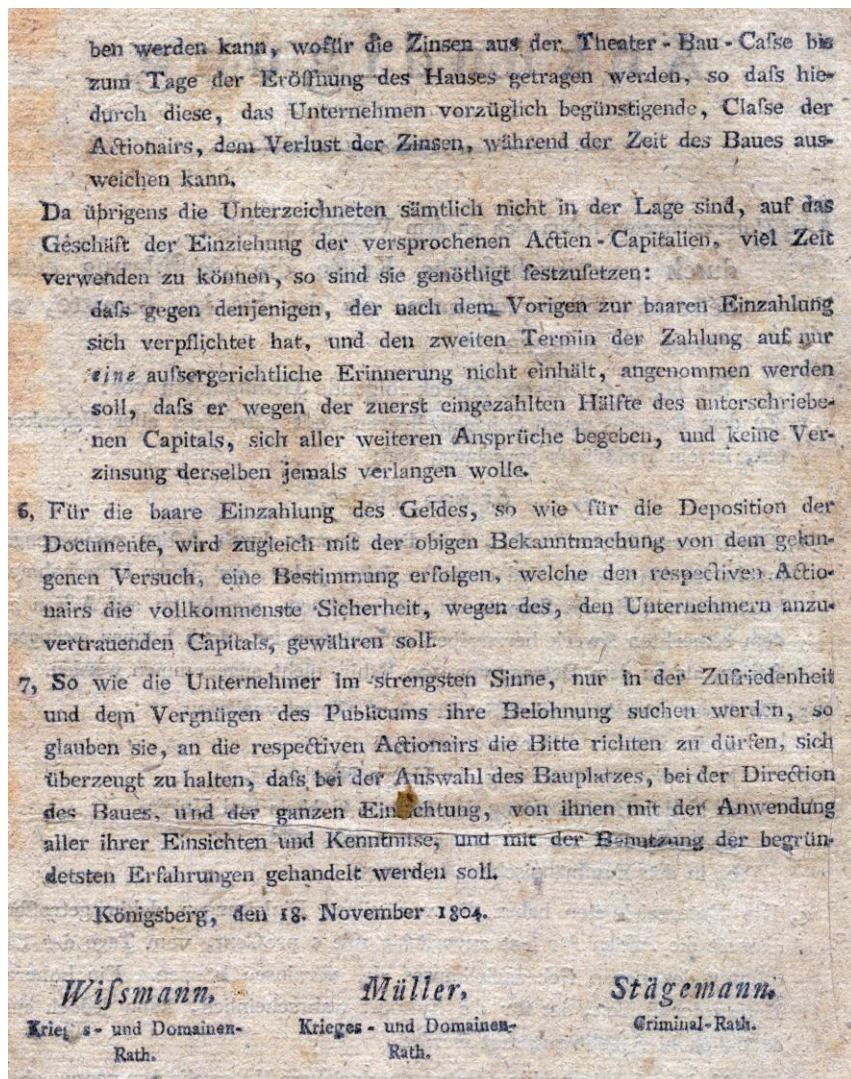 ben werden kann, wofür die Zinsen aus der Theater-Bau-Casse bis
zum Tage der Eröffnung des Hauses getragen werden, so daſs hie-
durch diese, das Unternehmen vorzüglich begünstigende, Claſse der
Actionairs, dem Verlust der Zinsen, während der Zeit des Baues aus-
weichen kann.
Da übrigens die Unterzeichneten sämtlich nicht in der Lage sind, auf das
Geschäft der Einziehung der versprochenen Actien-Capitalien, viel Zeit
verwenden zu können, so sind sie genöthigt festzuſetzen:
daſs gegen denjenigen, der nach dem Vorigen zur baaren Einzahlung
sich verpflichtet hat, und den zweiten Termin der Zahlung auf nur
eine auſsergerichtliche Erinnerung nicht einhält, angenommen werden
soll, daſs er wegen der zuerst eingezahlten Hälfte des unterschriebe-
nen Capitals, sich aller weiteren Ansprüche begeben, und keine Ver-
zinsung derselben jemals verlangen wolle.
6, Für die baare Einzahlung des Geldes, so wie für die Deposition der
Documente, wird zugleich mit der obigen Bekanntmachung von dem gelun-
genen Versuch, eine Bestimmung erfolgen, welche den respectiven Actio-
nairs die vollkommenste Sicherheit, wegen des, den Unternehmern anzu-
vertrauenden Capitals, gewähren soll.
7, So wie die Unternehmer im strengsten Sinne, nur in der Zufriedenheit
und dem Vergnügen des Publicums ihre Belohnung suchen werden, so
glauben sie, an die respectiven Actionairs die Bitte richten zu dürfen, sich
überzeugt zu halten, daſs bei der Auswahl des Bauplatzes, bei der Direction
des Baues, und der ganzen Einrichtung, von ihnen mit der Anwendung
aller ihrer Einsichten und Kenntniſse, und mit der Benutzung der begrün-
detsten Erfahrungen gehandelt werden soll.
Königsberg, den 18. November 1804.
Wiſsmann, Müller, Stägemann.
Krieges- und Domainen- Krieges- und Domainen- Criminal-Rath.
Rath. Rath.